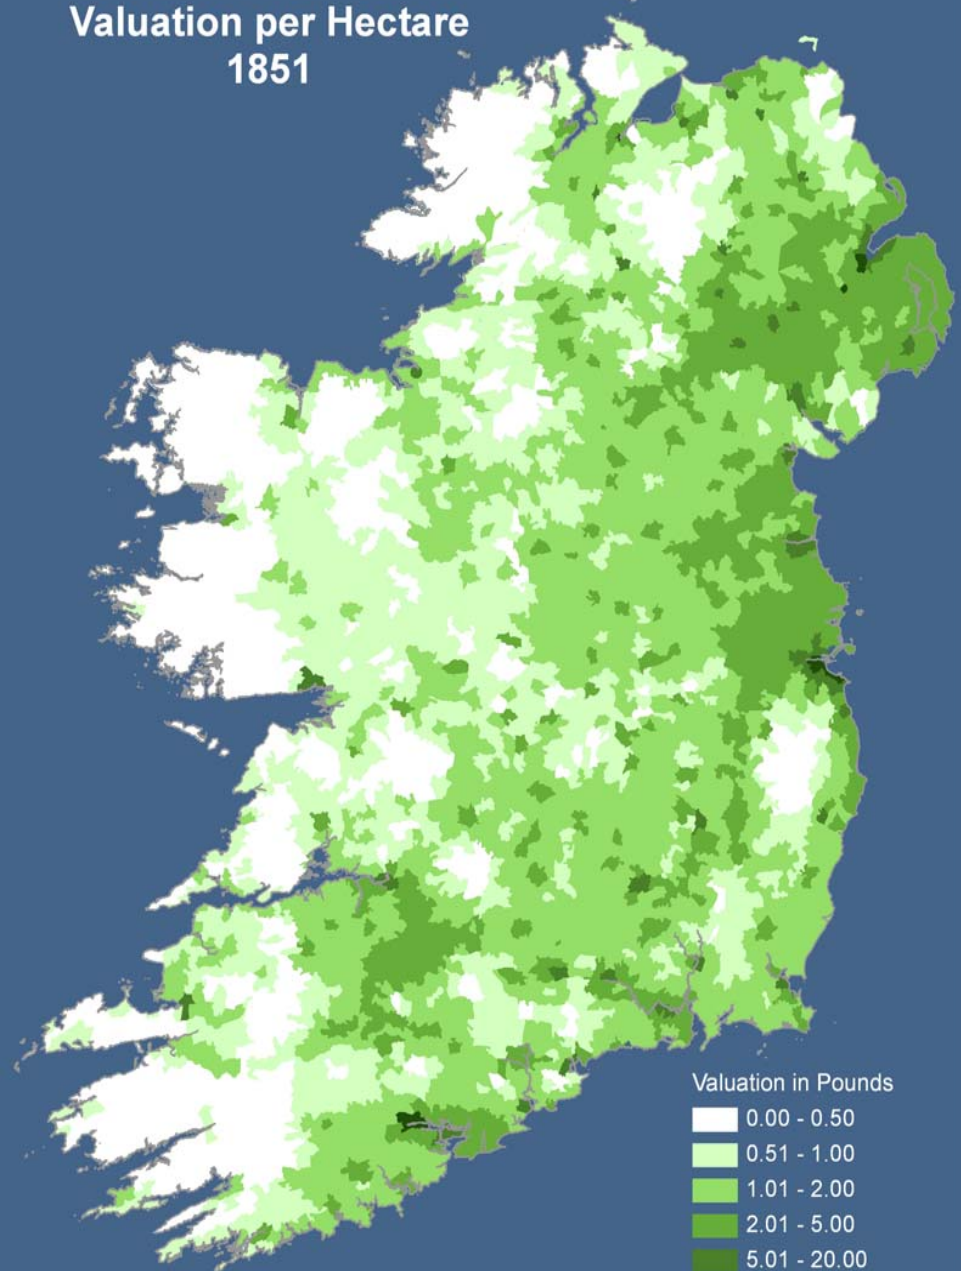 Valuation per Hectare
1851
Valuation in Pounds
0.00 - 0.50
0.51 - 1.00
1.01 - 2.00
2.01 - 5.00
5.01 - 20.00